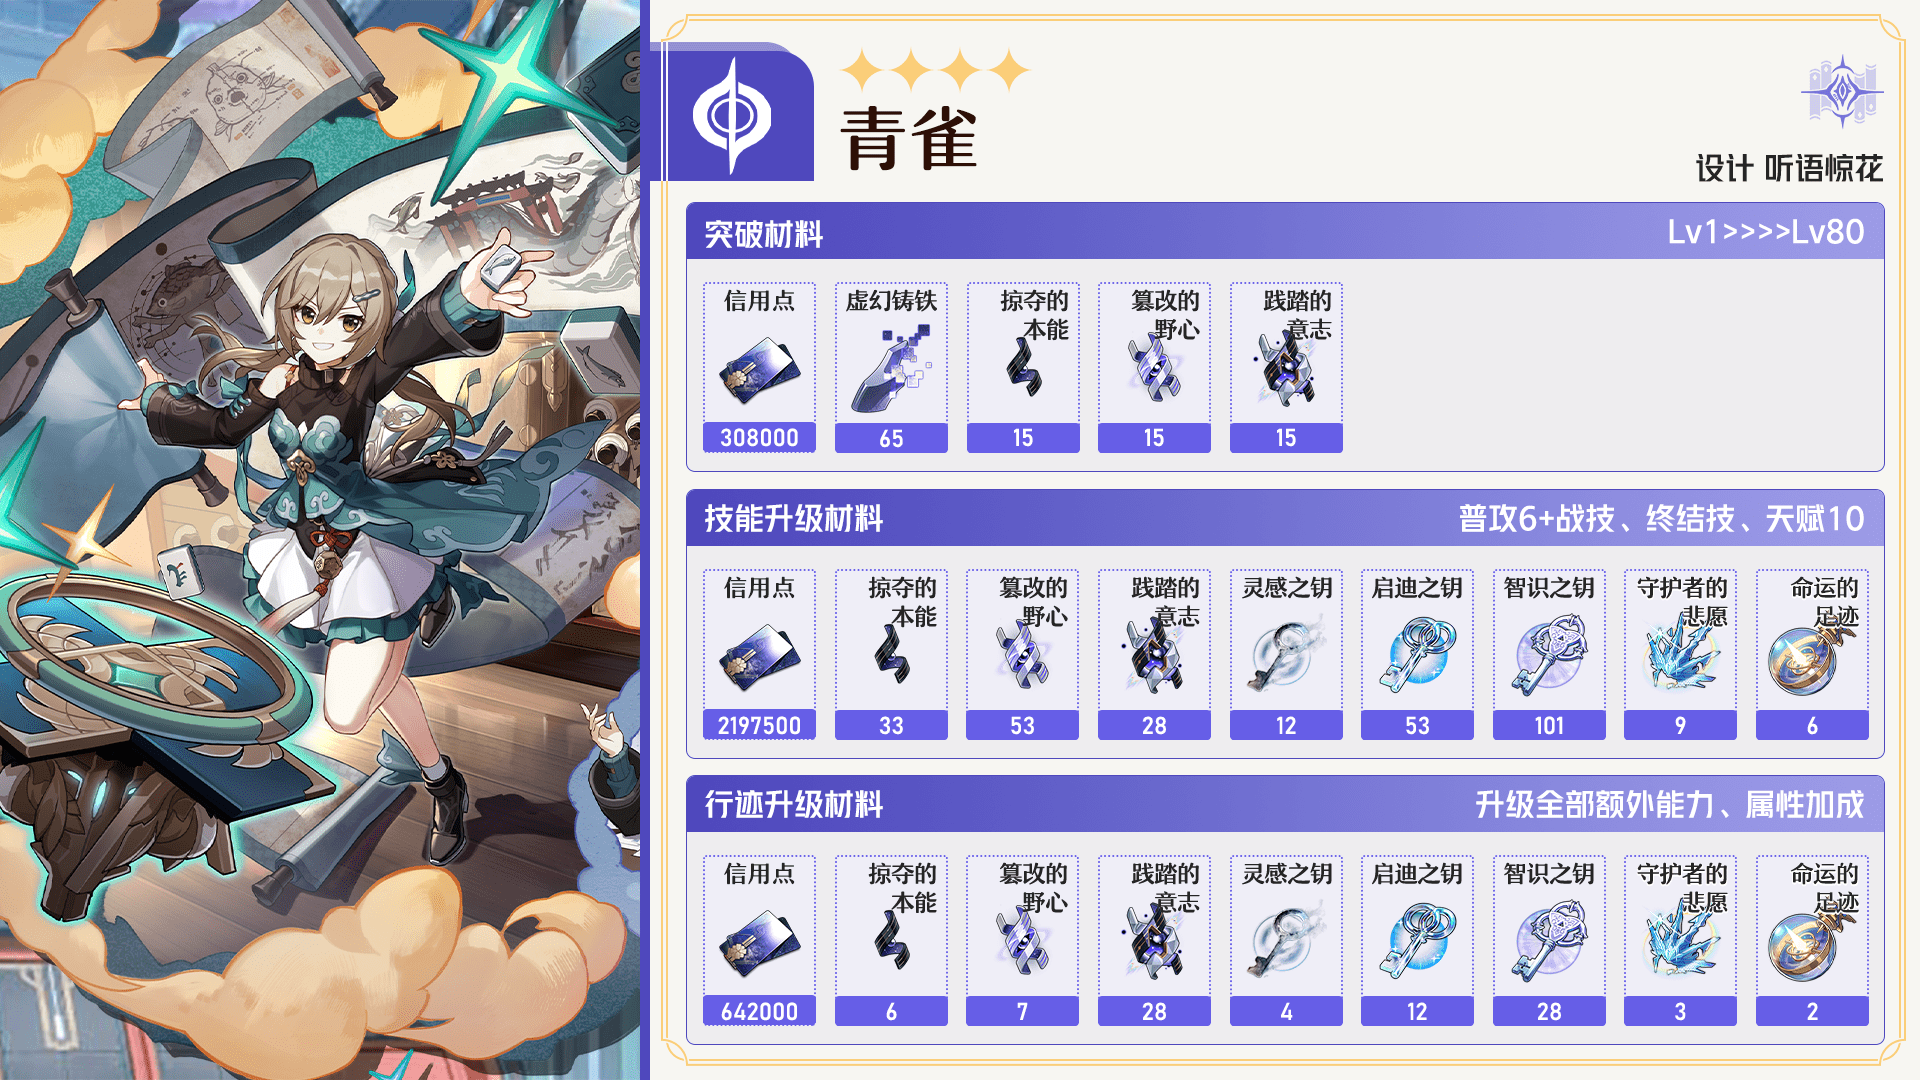 青雀
设计 听语惊花
突破材料
Lv1>>>>Lv80
信用点
308000
虚幻铸铁
65
掠夺的
本能
15
篡改的
野心
15
践踏的
意志
15
技能升级材料
普攻6+战技、终结技、天赋10
信用点
2197500
掠夺的
本能
33
篡改的
野心
53
践踏的
意志
28
灵感之钥
12
启迪之钥
53
智识之钥
101
守护者的
悲愿
9
命运的
足迹
6
行迹升级材料
升级全部额外能力、属性加成
信用点
642000
掠夺的
本能
6
篡改的
野心
7
践踏的
意志
28
灵感之钥
4
启迪之钥
12
智识之钥
28
守护者的
悲愿
3
命运的
足迹
2